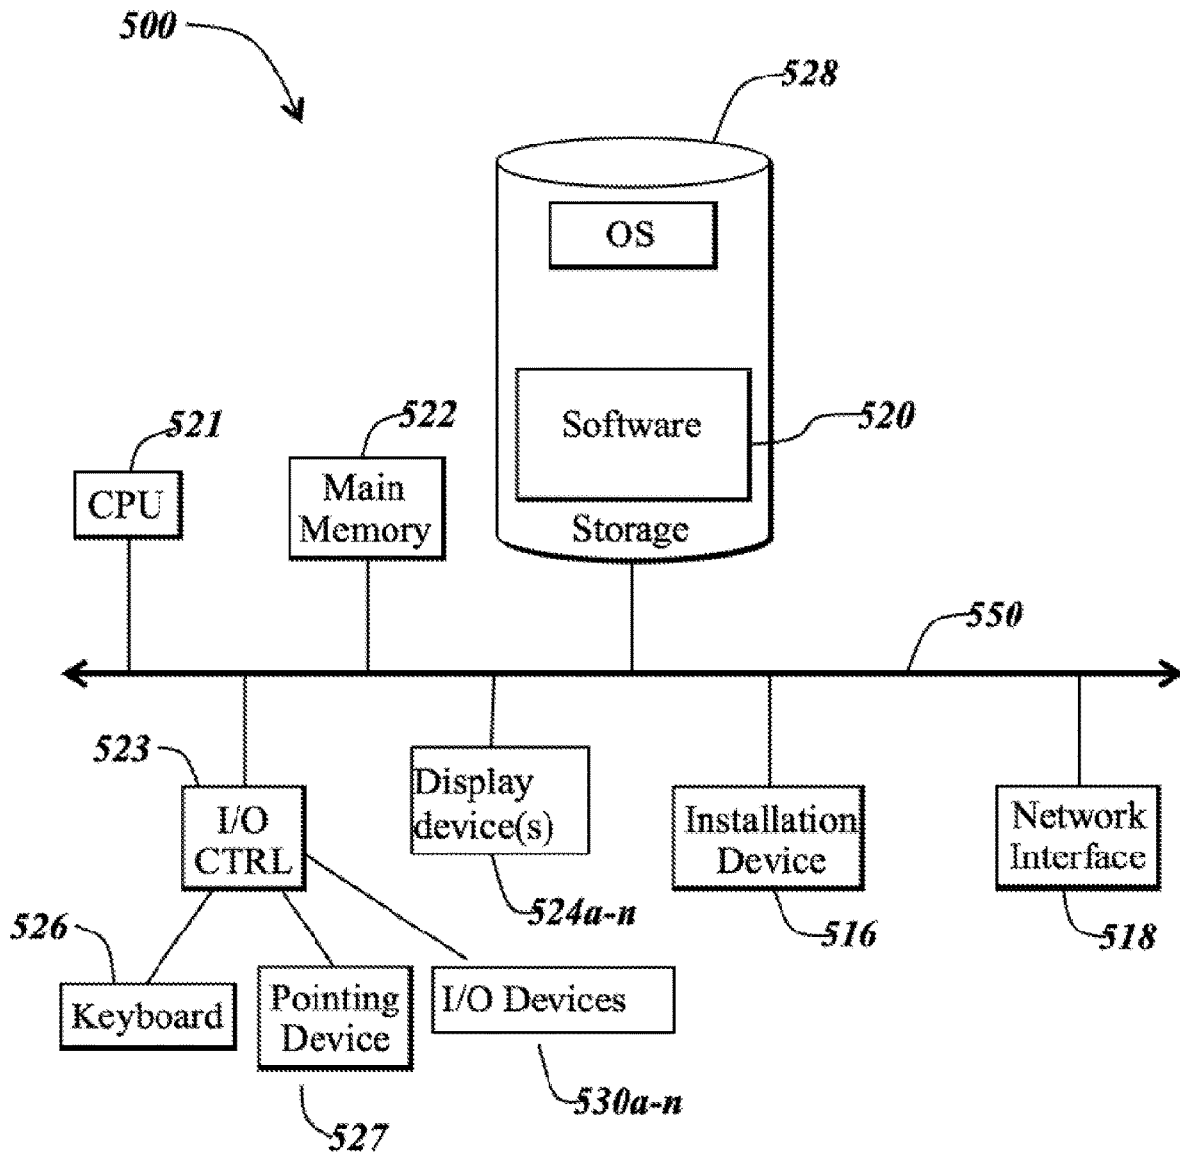 500
528
OS
Software
520
Storage
521
CPU
522
Main
Memory
550
523
I/O
CTRL
Display
device(s)
524a-n
Installation
Device
516
Network
Interface
518
526
Keyboard
Pointing
Device
527
I/O Devices
530a-n